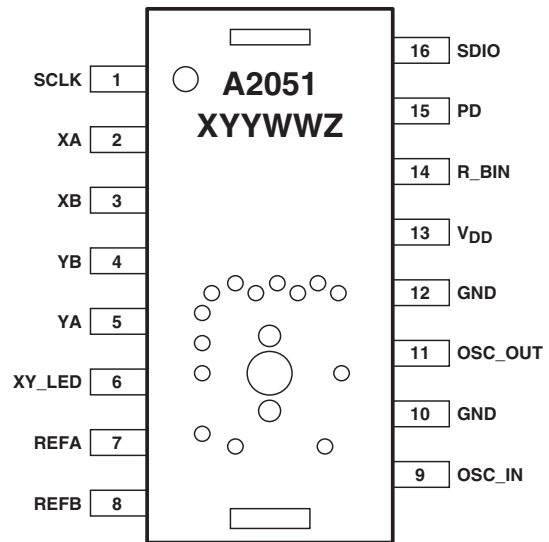 A2051
XYYWWZ
SCLK 1
XA 2
XB 3
YB 4
YA 5
XY_LED 6
REFA 7
REFB 8
16 SDIO
15 PD
14 R_BIN
13 VDD
12 GND
11 OSC_OUT
10 GND
9 OSC_IN